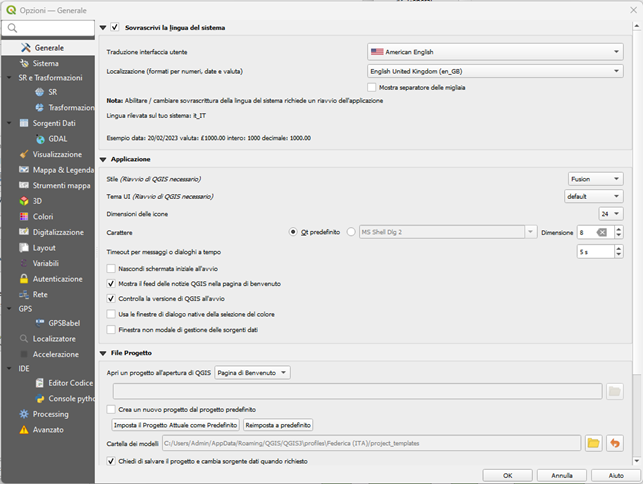 Opzioni — Generale
Generale
Sistema
SR e Trasformazioni
SR
Trasformazion
Sorgenti Dati
GDAL
Visualizzazione
Mappa & Legenda
Strumenti mappa
3D
Colori
Digitalizzazione
Layout
Variabili
Autenticazione
Rete
GPS
GPSBabel
Localizzatore
Accelerazione
IDE
Editor Codice
Console pytho
Processing
Avanzato
Sovrascrivi la lingua del sistema
Traduzione interfaccia utente
American English
Localizzazione (formati per numeri, date e valuta)
English United Kingdom (en_GB)
Mostra separatore delle migliaia
Nota: Abilitare / cambiare sovrascrittura della lingua del sistema richiede un riavvio dell'applicazione
Lingua rilevata sul tuo sistema: it_IT
Esempio data: 20/02/2023 valuta: £1000.00 intero: 1000 decimale: 1000.00
Applicazione
Stile (Riavvio di QGIS necessario)
Fusion
Tema UI (Riavvio di QGIS necessario)
default
Dimensioni delle icone
24
Carattere
Qt predefinito
MS Shell Dlg 2
Dimensione
8
Timeout per messaggi o dialoghi a tempo
5 s
Nascondi schermata iniziale all'avvio
Mostra il feed delle notizie QGIS nella pagina di benvenuto
Controlla la versione di QGIS all'avvio
Usa le finestre di dialogo native della selezione del colore
Finestra non modale di gestione delle sorgenti dati
File Progetto
Apri un progetto all'apertura di QGIS
Pagina di Benvenuto
Crea un nuovo progetto dal progetto predefinito
Imposta il Progetto Attuale come Predefinito
Reimposta a predefinito
Cartella dei modelli
C:/Users/Admin/AppData/Roaming/QGIS/QGIS3\profiles\Federica (ITA)/project_templates
Chiedi di salvare il progetto e cambia sorgente dati quando richiesto
OK
Annulla
Aiuto